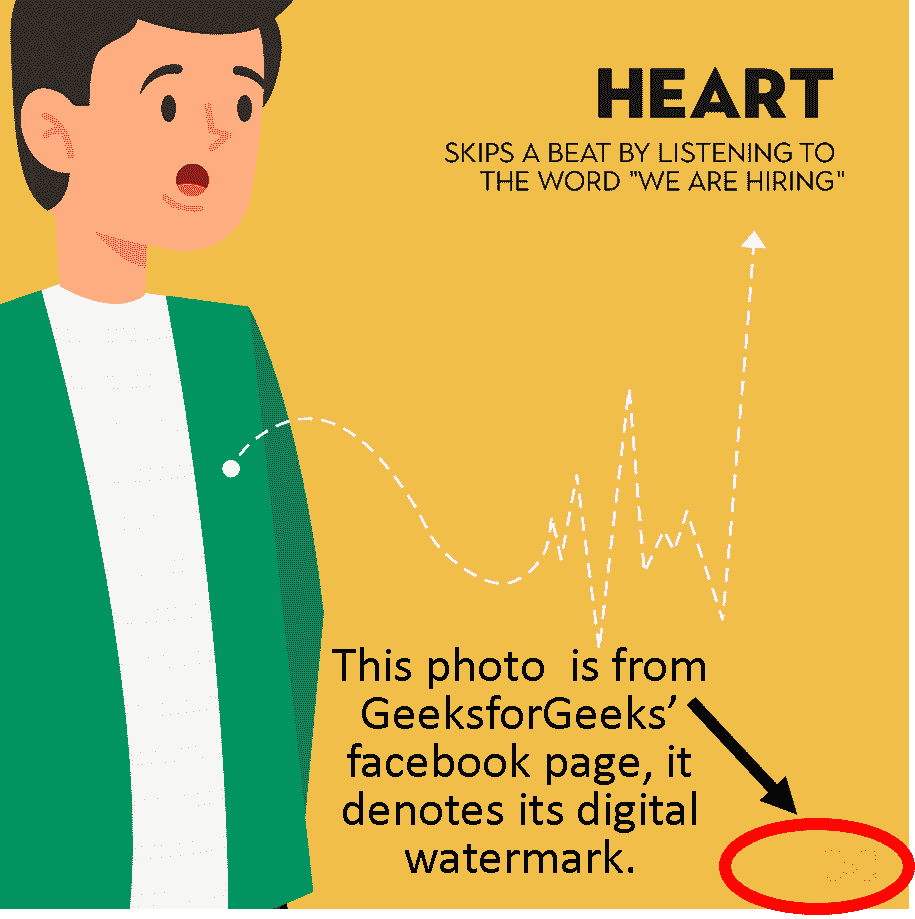 HEART
SKIPS A BEAT BY LISTENING TO
THE WORD "WE ARE HIRING"
This photo  is from
GeeksforGeeks’
facebook page, it
denotes its digital
watermark.